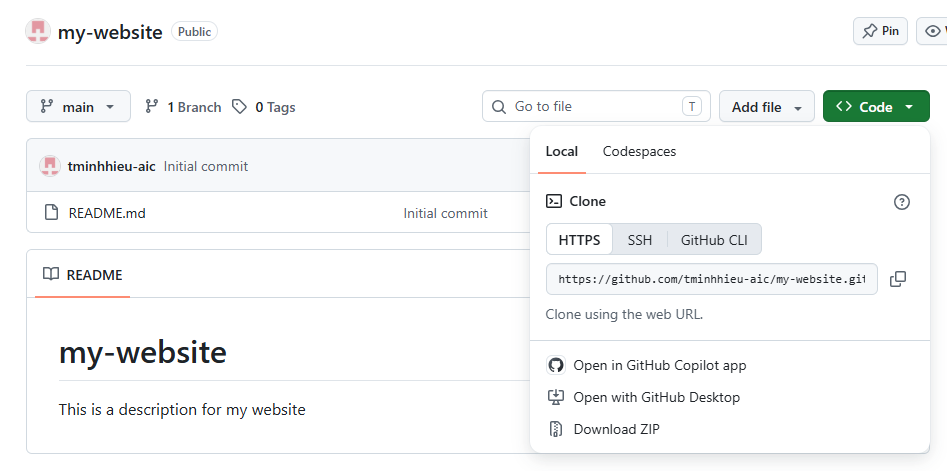 my-website Public
Pin
main 1 Branch 0 Tags
Go to file T
Add file
Code
tminhhieu-aic Initial commit
README.md Initial commit
README
my-website
This is a description for my website
Local Codespaces
Clone
HTTPS SSH GitHub CLI
https://github.com/tminhhieu-aic/my-website.git
Clone using the web URL.
Open in GitHub Copilot app
Open with GitHub Desktop
Download ZIP